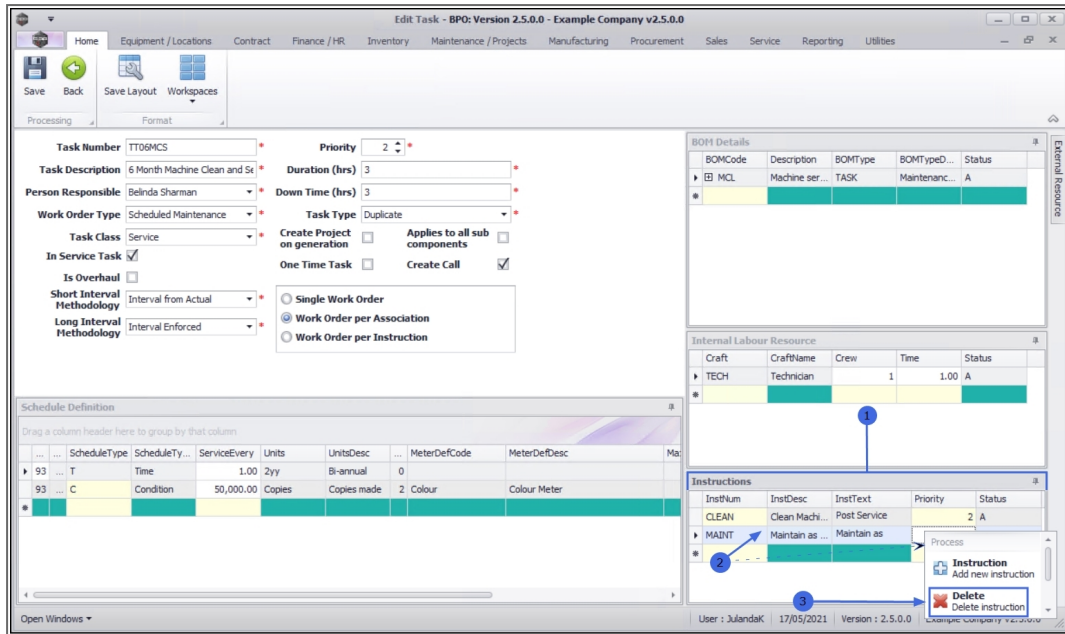 Edit Task - BPO: Version 2.5.0.0 - Example Company v2.5.0.0
Home Equipment / Locations Contract Finance / HR Inventory Maintenance / Projects Manufacturing Procurement Sales Service Reporting Utilities
Save Back Save Layout Workspaces
Processing Format
Task Number TT06MCS *
Task Description 6 Month Machine Clean and Se *
Person Responsible Belinda Sharman *
Work Order Type Scheduled Maintenance *
Task Class Service *
In Service Task
Is Overhaul
Short Interval Methodology Interval from Actual *
Long Interval Methodology Interval Enforced *
Priority 2 *
Duration (hrs) 3 *
Down Time (hrs) 3 *
Task Type Duplicate *
Create Project on generation Applies to all sub components
One Time Task Create Call
Single Work Order
Work Order per Association
Work Order per Instruction
BOM Details
BOMCode Description BOMType BOMTypeD... Status
MCL Machine ser... TASK Maintenanc... A
External Resource
Internal Labour Resource
Craft CraftName Crew Time Status
TECH Technician 1 1.00 A
1
Schedule Definition
Drag a column header here to group by that column
... ... ScheduleType ScheduleTy... ServiceEvery Units UnitsDesc ... MeterDefCode MeterDefDesc
93 ... T Time 1.00 2yy Bi-annual 0
93 ... C Condition 50,000.00 Copies Copies made 2 Colour Colour Meter
Instructions
InstNum InstDesc InstText Priority Status
CLEAN Clean Machi... Post Service 2 A
MAINT Maintain as ... Maintain as
2
Process
Instruction
Add new instruction
3
Delete
Delete instruction
Open Windows User : JulandaK 17/05/2021 Version : 2.5.0.0 Example Company v2.5.0.0